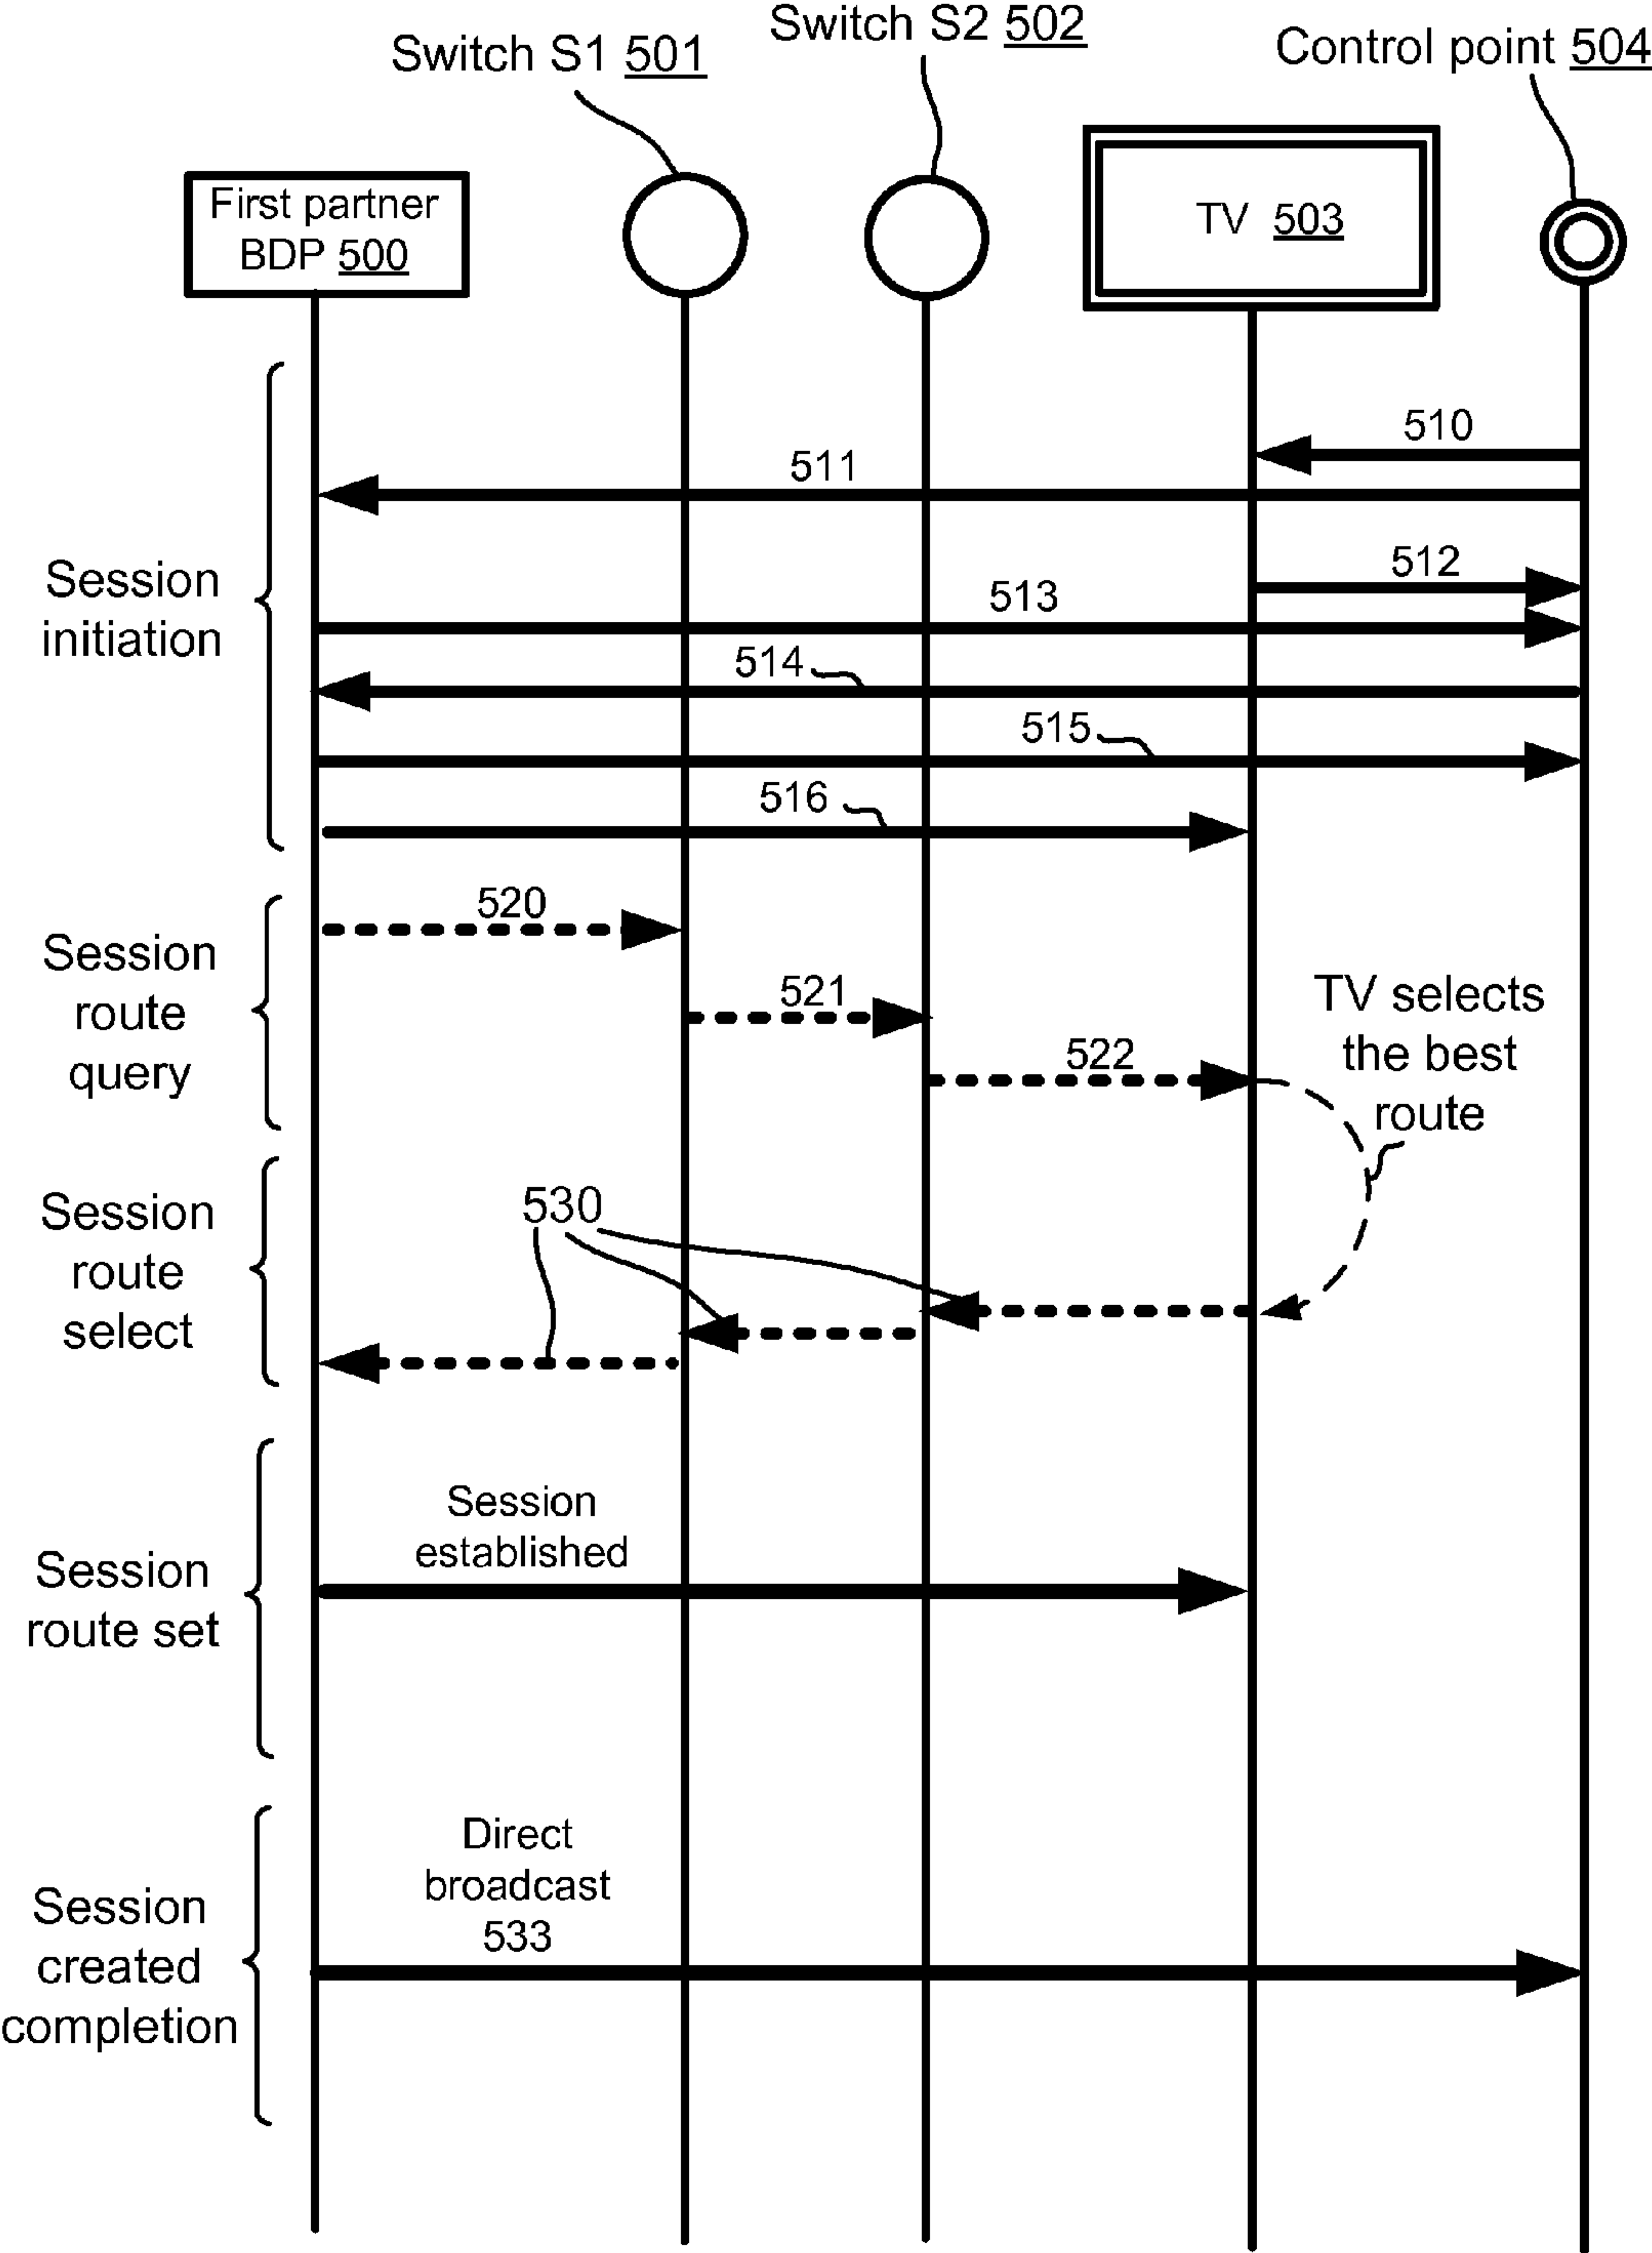 Switch S1 501
Switch S2 502
Control point 504
First partner
BDP 500
TV 503
510
511
Session
initiation
512
513
514
515
516
Session
route
query
520
521
522
TV selects
the best
route
Session
route
select
530
Session
route set
Session
established
Session
created
completion
Direct
broadcast
533